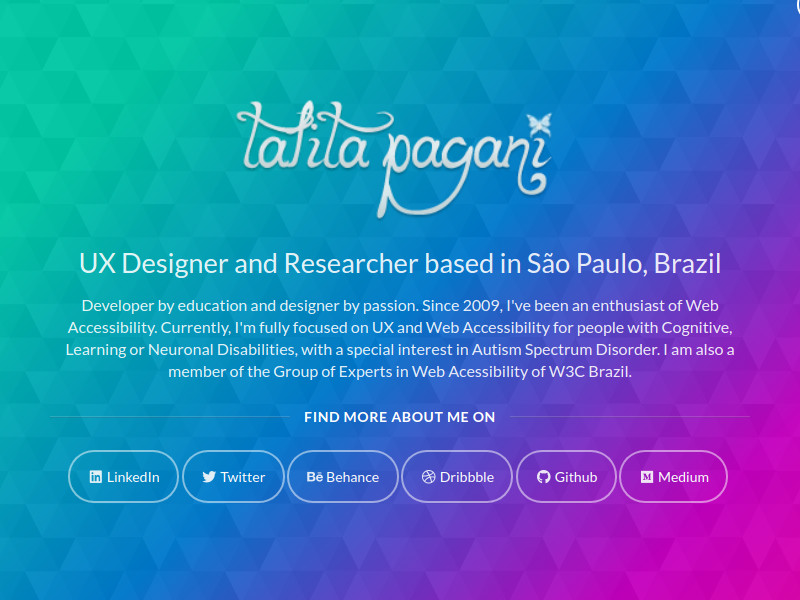 talita pagani
UX Designer and Researcher based in São Paulo, Brazil
Developer by education and designer by passion. Since 2009, I've been an enthusiast of Web
Accessibility. Currently, I'm fully focused on UX and Web Accessibility for people with Cognitive,
Learning or Neuronal Disabilities, with a special interest in Autism Spectrum Disorder. I am also a
member of the Group of Experts in Web Acessibility of W3C Brazil.
FIND MORE ABOUT ME ON
LinkedIn Twitter Behance Dribbble Github Medium